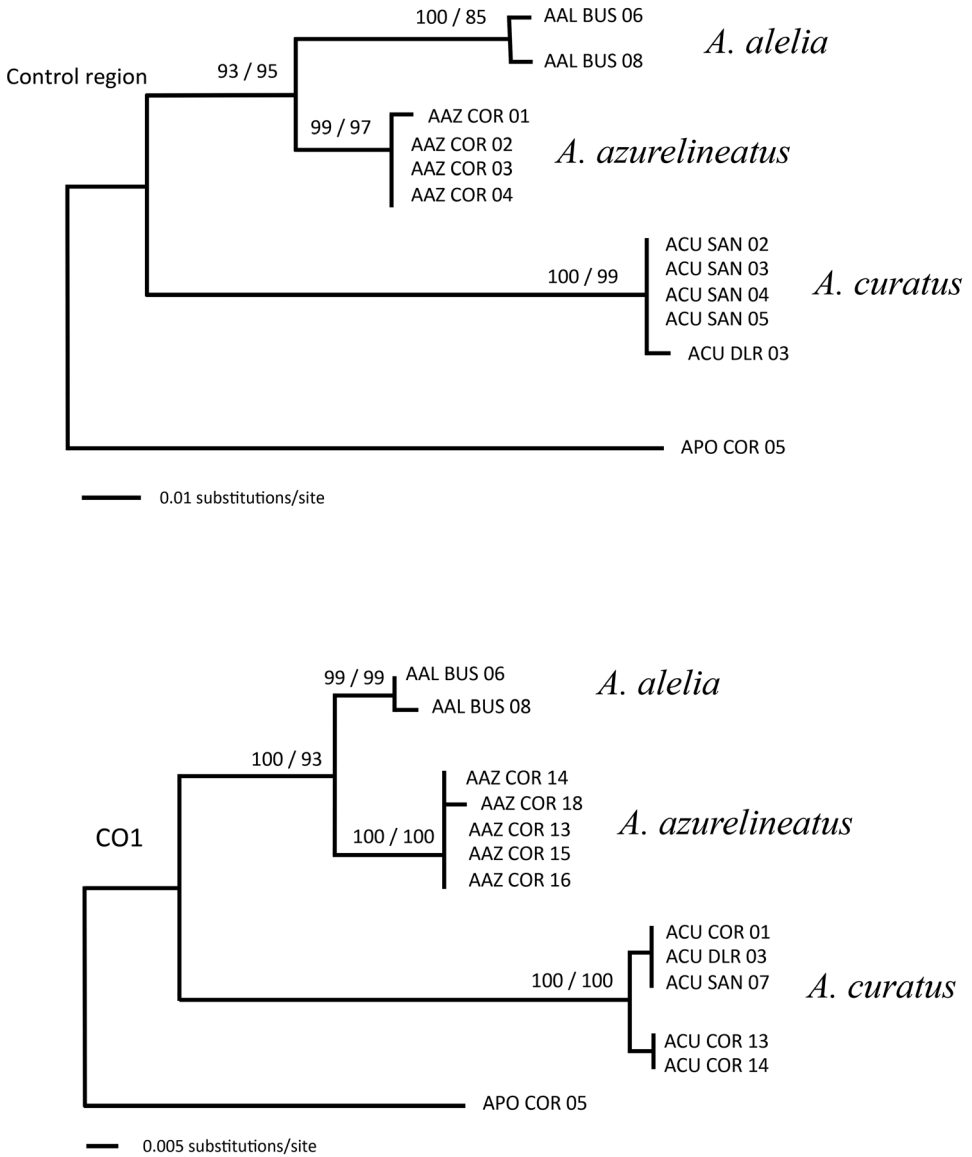 100 / 85
AAL BUS 06
A. alelia
AAL BUS 08
93 / 95
Control region
99 / 97
AAZ COR 01
AAZ COR 02
A. azurelineatus
AAZ COR 03
AAZ COR 04
ACU SAN 02
100 / 99
ACU SAN 03
A. curatus
ACU SAN 04
ACU SAN 05
ACU DLR 03
APO COR 05
0.01 substitutions/site
99 / 99
AAL BUS 06
A. alelia
AAL BUS 08
100 / 93
AAZ COR 14
AAZ COR 18
A. azurelineatus
CO1
100 / 100
AAZ COR 13
AAZ COR 15
AAZ COR 16
ACU COR 01
ACU DLR 03
100 / 100
ACU SAN 07
A. curatus
ACU COR 13
ACU COR 14
APO COR 05
0.005 substitutions/site